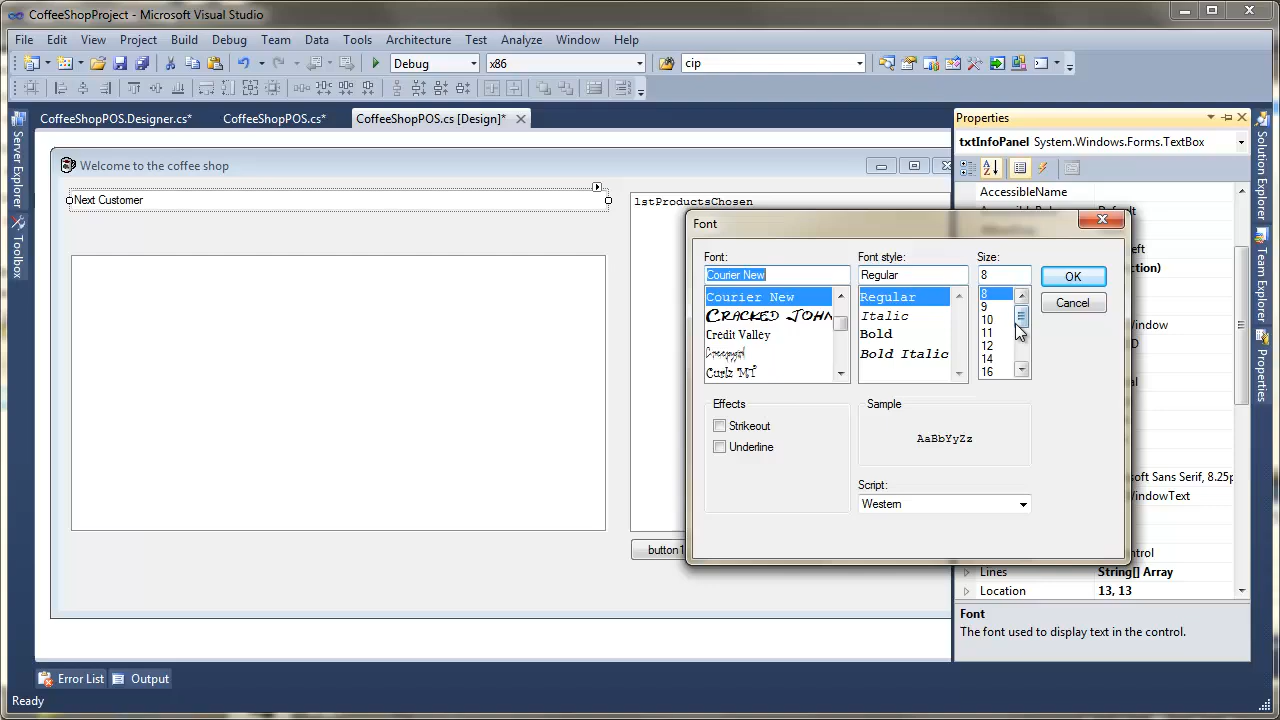 CoffeeShopProject - Microsoft Visual Studio
File Edit View Project Build Debug Team Data Tools Architecture Test Analyze Window Help
Debug x86 cip
CoffeeShopPOS.Designer.cs* CoffeeShopPOS.cs* CoffeeShopPOS.cs [Design]*
Properties
txtInfoPanel System.Windows.Forms.TextBox
Server Explorer
Toolbox
Solution Explorer
Properties
Welcome to the coffee shop
Next Customer
lstProductsChosen
button1
AccessibleName
Default
Font
Font: Font style: Size:
Courier New Regular 8
OK
Cancel
Courier New
CRACKED JOHN
Credit Valley
Creepygirl
Curlz MT
Regular
Italic
Bold
Bold Italic
8
9
10
11
12
14
16
Effects
Strikeout
Underline
Sample
AaBbYyZz
Script:
Western
Lines String[] Array
Location 13, 13
Font
The font used to display text in the control.
Error List Output
Ready